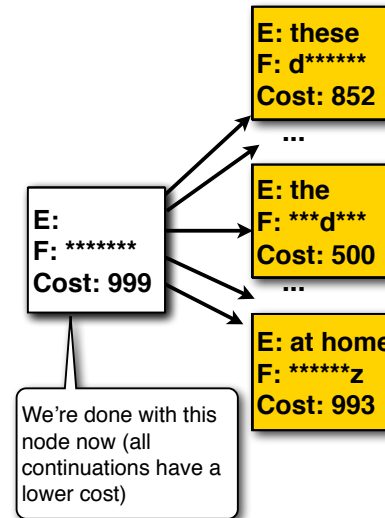 E: these
F: d******
Cost: 852
...
E: the
F: ***d***
Cost: 500
...
E:
F: *******
Cost: 999
E: at home
F: ******z
Cost: 993
We're done with this
node now (all
continuations have a
lower cost)